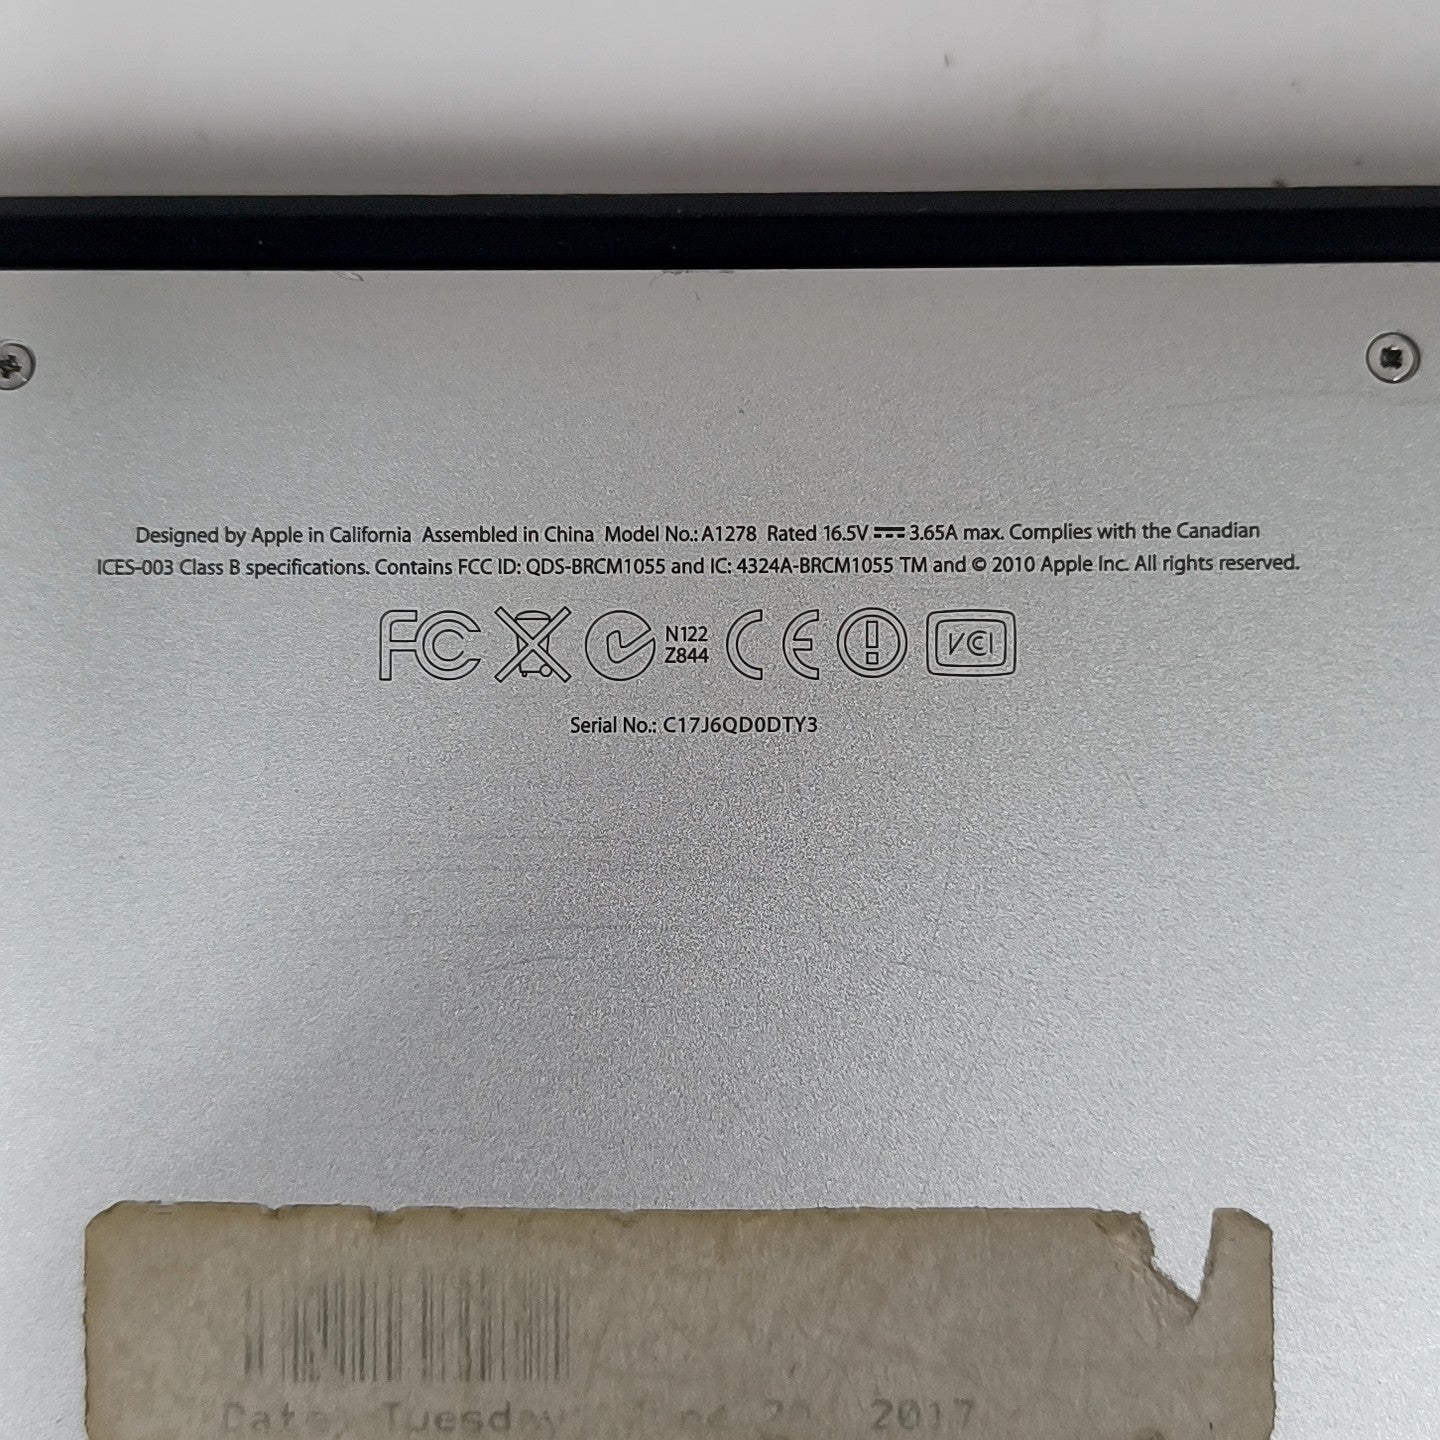 Designed by Apple in California Assembled in China Model No.: A1278 Rated 16.5V 3.65A max. Complies with the Canadian
ICES-003 Class B specifications. Contains FCC ID: QDS-BRCM1055 and IC: 4324A-BRCM1055 TM and © 2010 Apple Inc. All rights reserved.
FC N122 CE VCI
Z844
Serial No.: C17J6QD0DTY3
Date Tuesday 2017